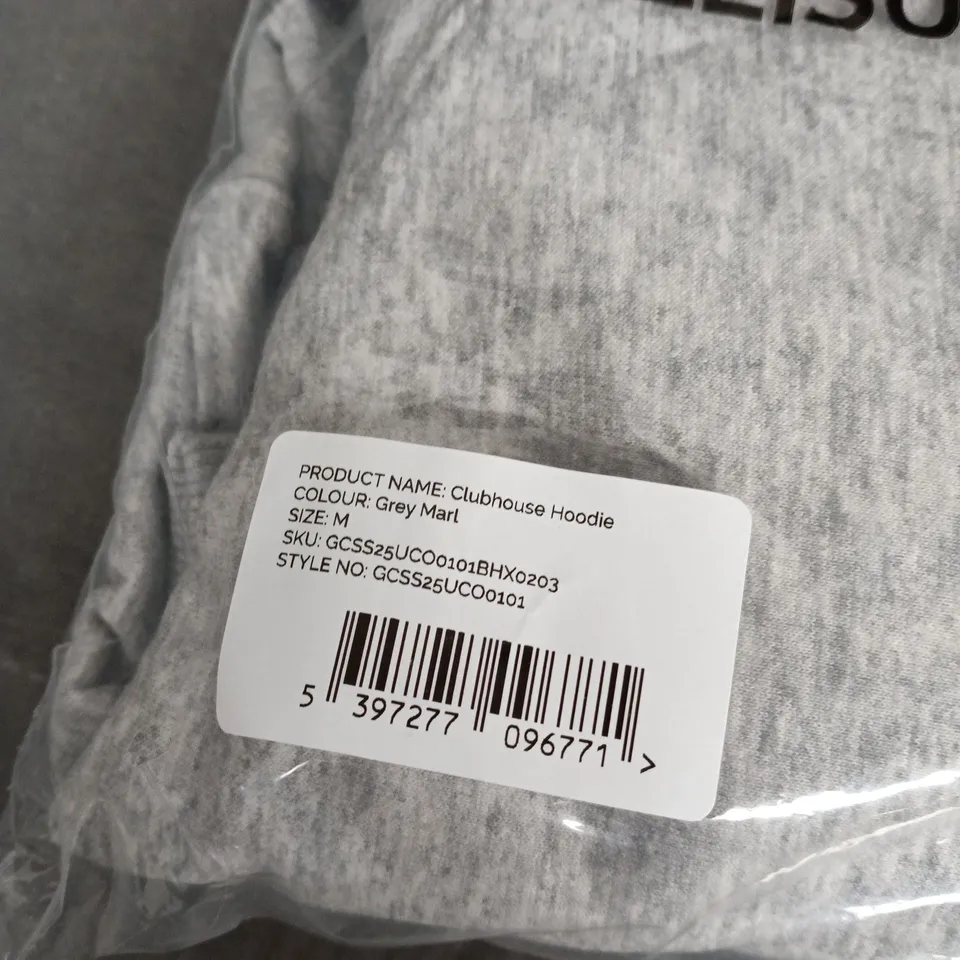 PRODUCT NAME: Clubhouse Hoodie
COLOUR: Grey Marl
SIZE: M
SKU: GCSS25UCO0101BHX0203
STYLE NO: GCSS25UCO0101
5 397277 096771 >